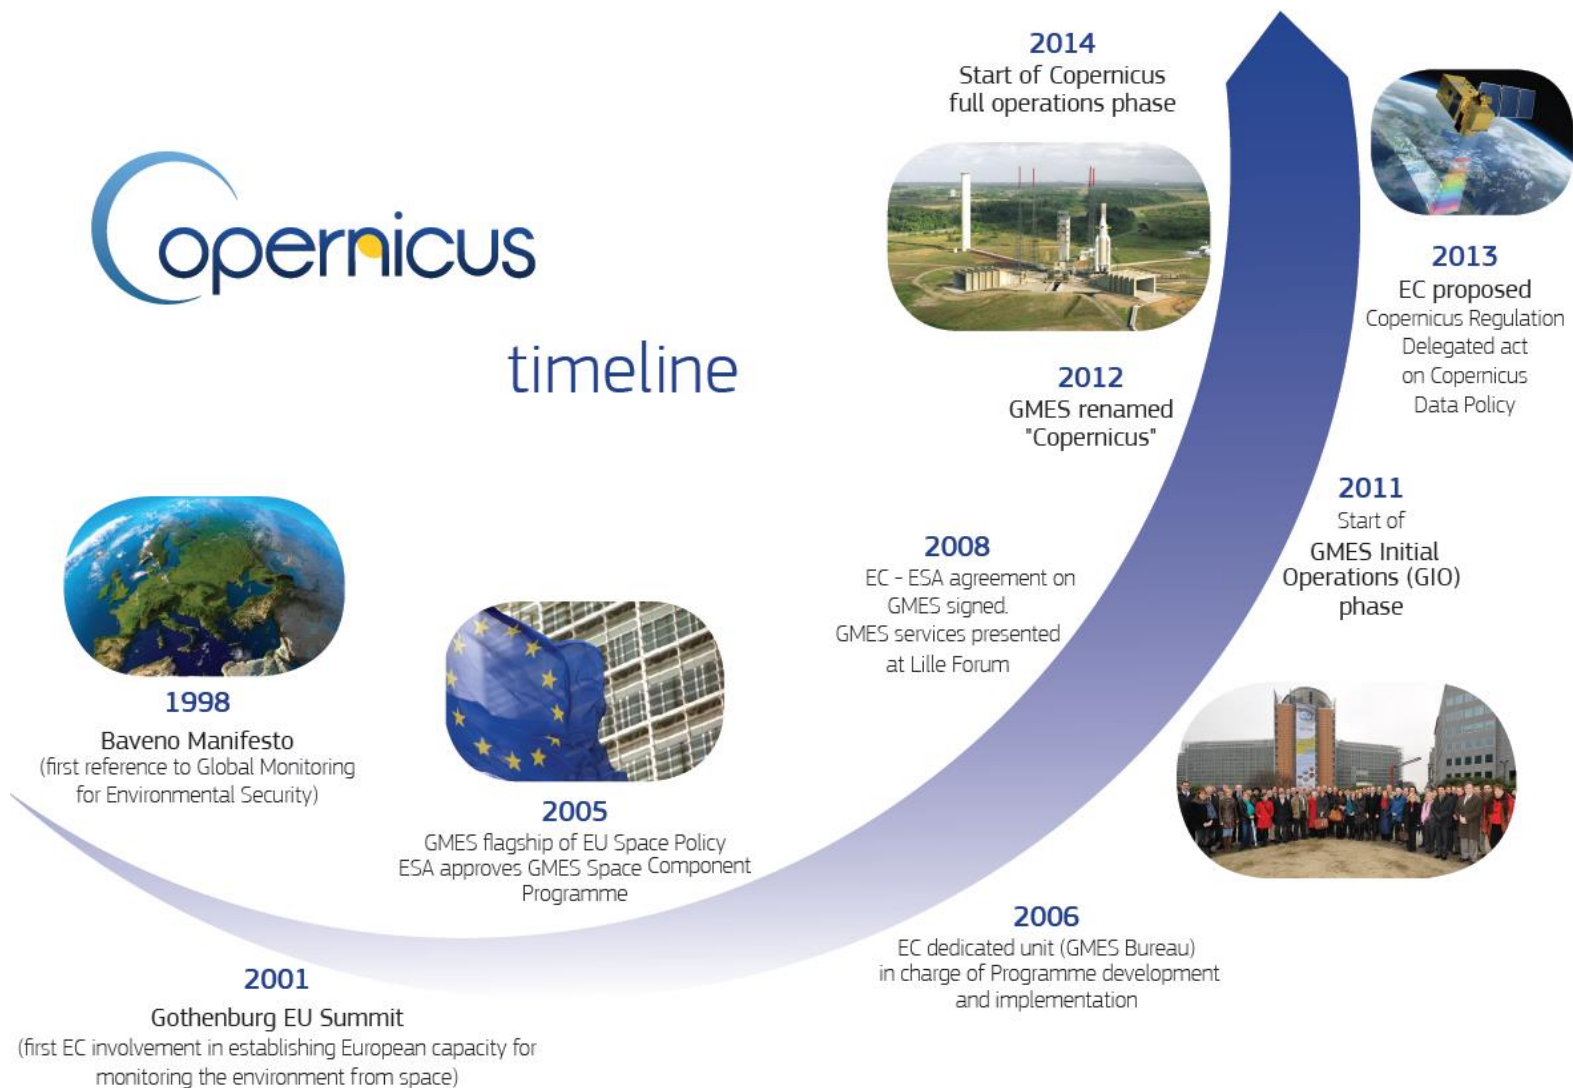 Copernicus
timeline
1998
Baveno Manifesto
(first reference to Global Monitoring
for Environmental Security)
2001
Gothenburg EU Summit
(first EC involvement in establishing European capacity for
monitoring the environment from space)
2005
GMES flagship of EU Space Policy
ESA approves GMES Space Component
Programme
2006
EC dedicated unit (GMES Bureau)
in charge of Programme development
and implementation
2008
EC - ESA agreement on
GMES signed.
GMES services presented
at Lille Forum
2011
Start of
GMES Initial
Operations (GIO)
phase
2012
GMES renamed
"Copernicus"
2013
EC proposed
Copernicus Regulation
Delegated act
on Copernicus
Data Policy
2014
Start of Copernicus
full operations phase